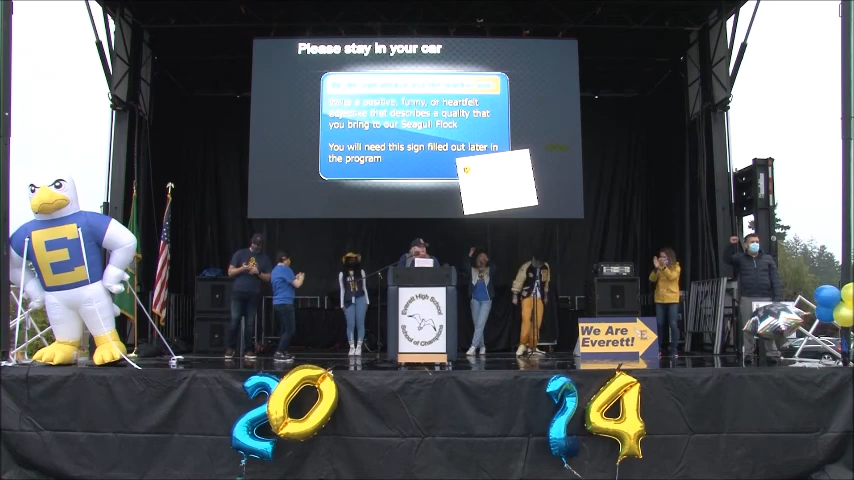 Please stay in your car
Write a positive, funny, or heartfelt
adjective that describes a quality that
you bring to our Seagull Flock
You will need this sign filled out later in
the program
E
Everett High School
School of Champions
We Are
Everett!
20 24